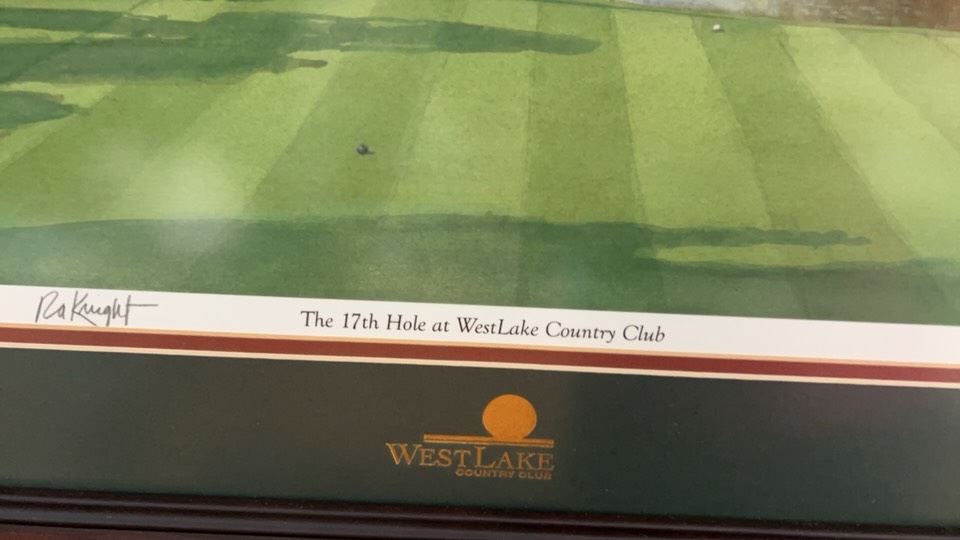 Ra Knight
The 17th Hole at WestLake Country Club
WESTLAKE
COUNTRY CLUB